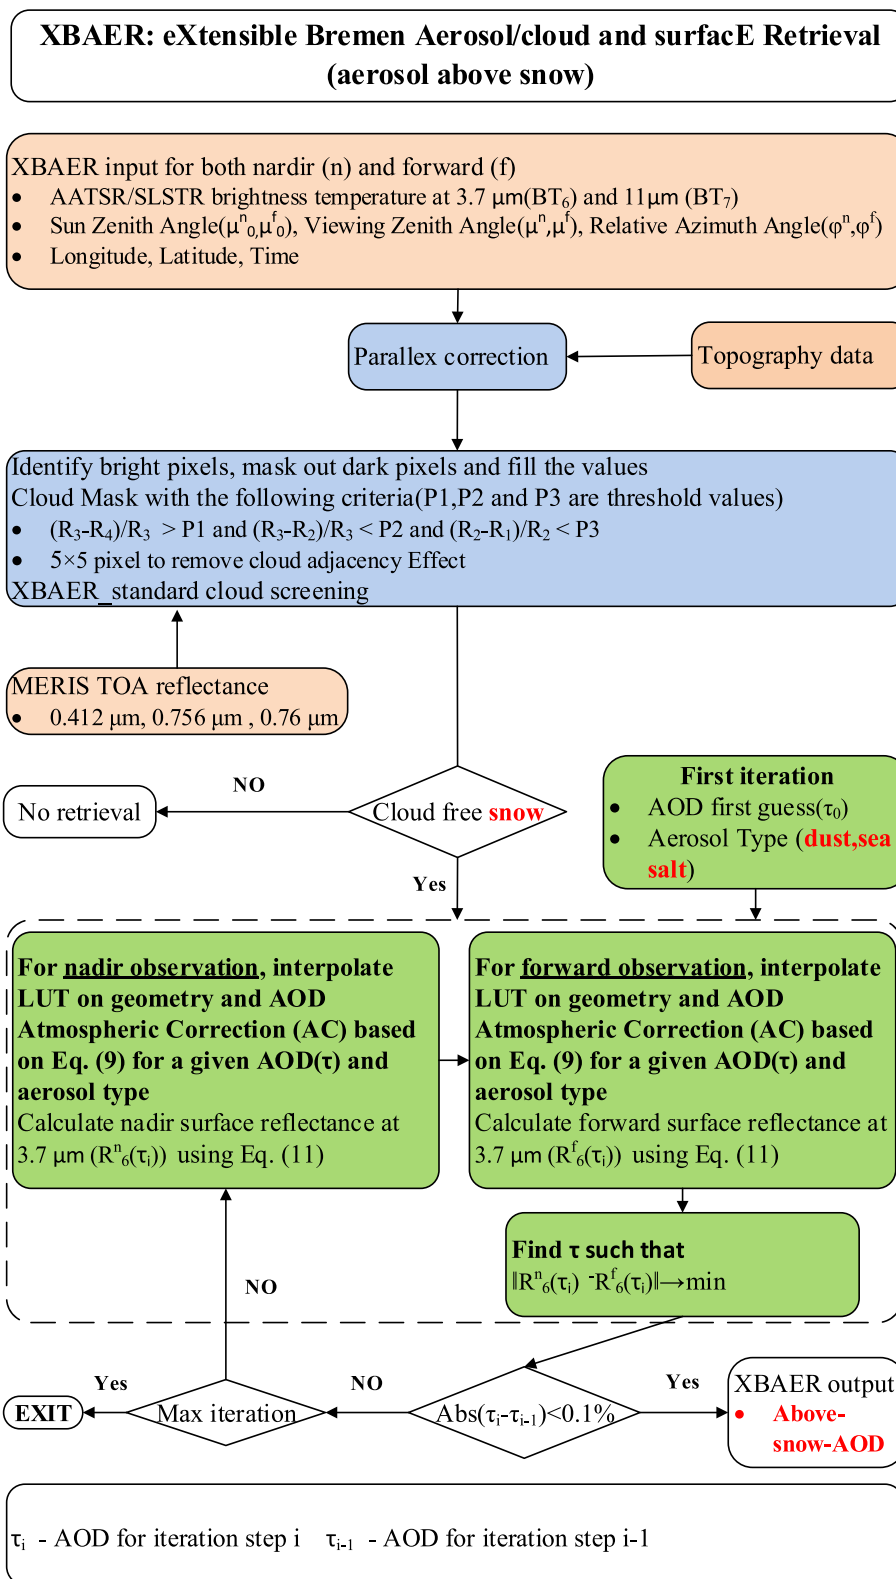 XBAER: eXtensible Bremen Aerosol/cloud and surfacE Retrieval
(aerosol above snow)
XBAER input for both nardir (n) and forward (f)
• AATSR/SLSTR brightness temperature at 3.7 μm(BT₆) and 11μm (BT₇)
• Sun Zenith Angle(μⁿ₀,μᶠ₀), Viewing Zenith Angle(μⁿ,μᶠ), Relative Azimuth Angle(φⁿ,φᶠ)
• Longitude, Latitude, Time
Parallex correction
Topography data
Identify bright pixels, mask out dark pixels and fill the values
Cloud Mask with the following criteria(P1,P2 and P3 are threshold values)
• (R₃-R₄)/R₃ > P1 and (R₃-R₂)/R₃ < P2 and (R₂-R₁)/R₂ < P3
• 5×5 pixel to remove cloud adjacency Effect
XBAER_standard cloud screening
MERIS TOA reflectance
• 0.412 μm, 0.756 μm , 0.76 μm
Cloud free snow
NO
No retrieval
Yes
First iteration
• AOD first guess(τ₀)
• Aerosol Type (dust,sea
salt)
For nadir observation, interpolate
LUT on geometry and AOD
Atmospheric Correction (AC) based
on Eq. (9) for a given AOD(τ) and
aerosol type
Calculate nadir surface reflectance at
3.7 μm (Rⁿ₆(τᵢ)) using Eq. (11)
For forward observation, interpolate
LUT on geometry and AOD
Atmospheric Correction (AC) based
on Eq. (9) for a given AOD(τ) and
aerosol type
Calculate forward surface reflectance at
3.7 μm (Rᶠ₆(τᵢ)) using Eq. (11)
Find τ such that
‖Rⁿ₆(τᵢ) -Rᶠ₆(τᵢ)‖→min
NO
Abs(τᵢ-τᵢ₋₁)<0.1%
Yes
XBAER output
• Above-
snow-AOD
NO
Max iteration
Yes
EXIT
τᵢ - AOD for iteration step i τᵢ₋₁ - AOD for iteration step i-1